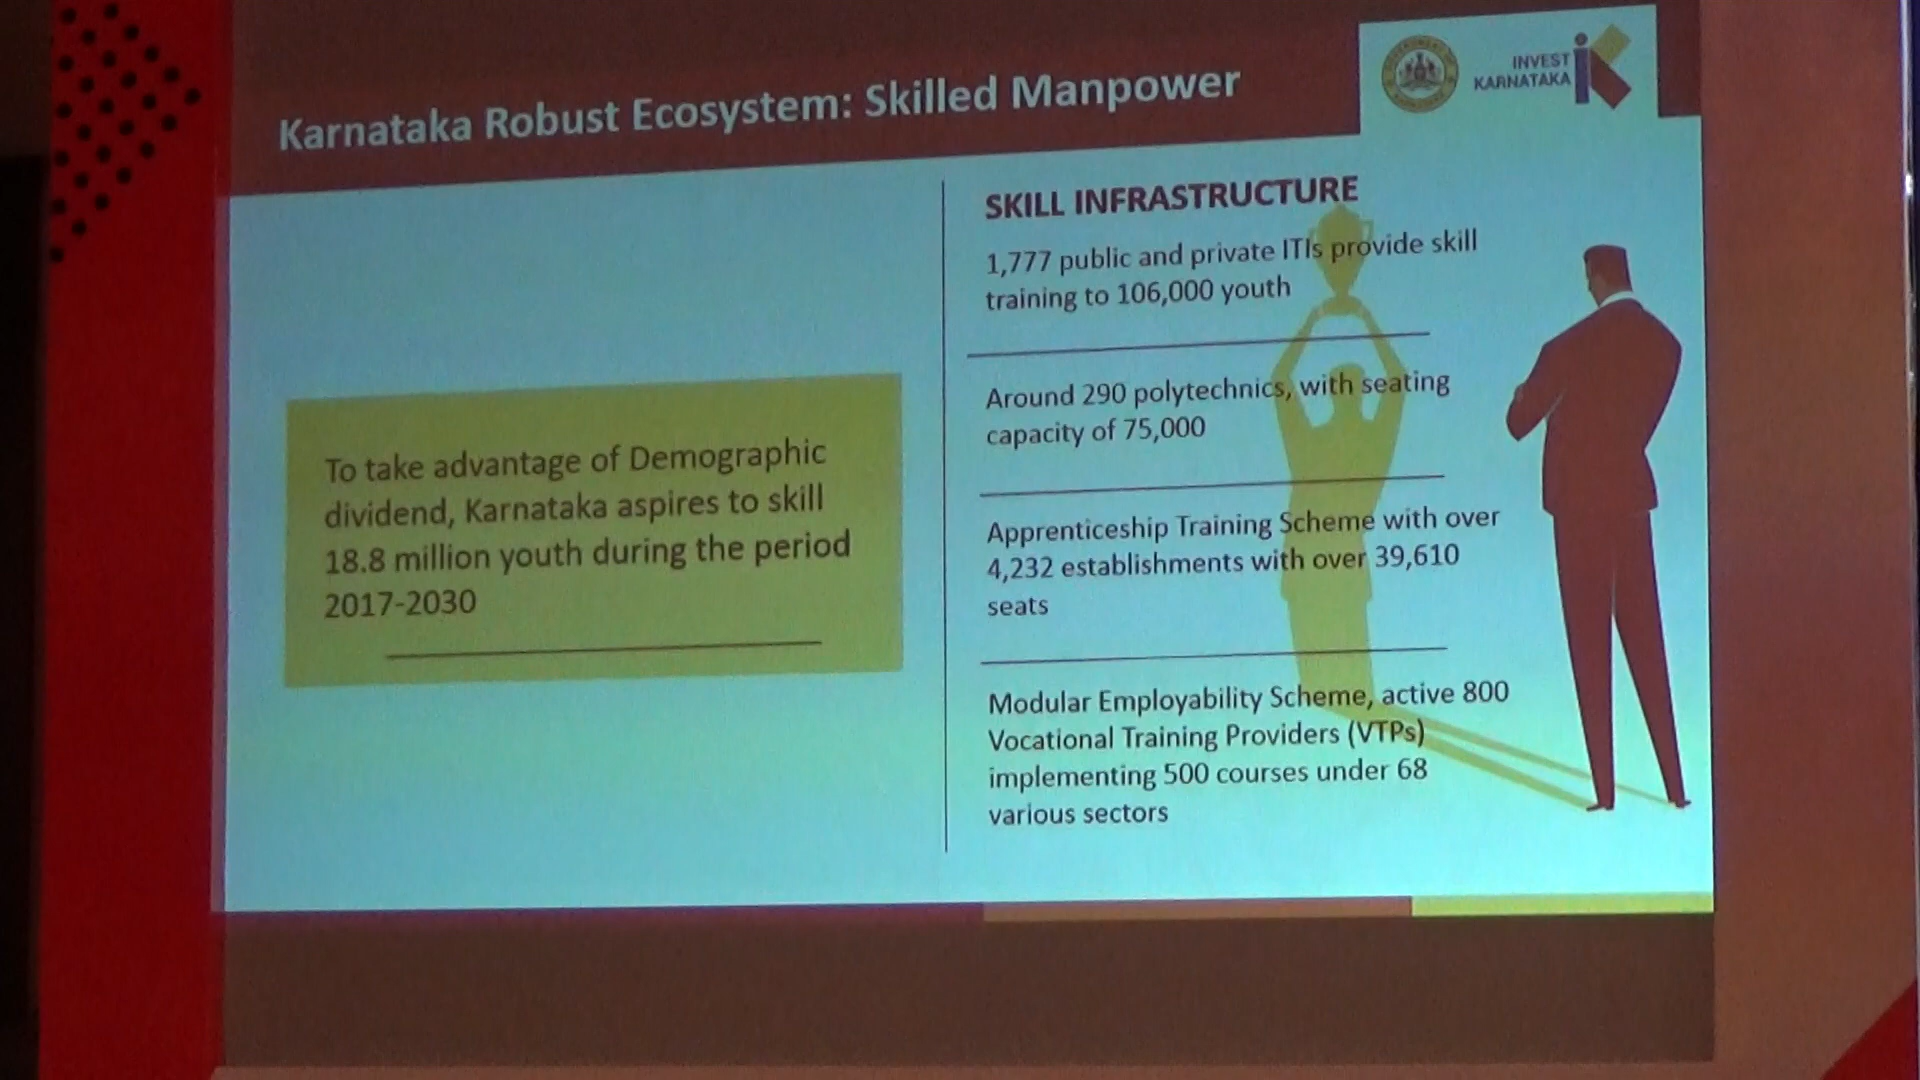 Karnataka Robust Ecosystem: Skilled Manpower
INVEST
KARNATAKA
To take advantage of Demographic
dividend, Karnataka aspires to skill
18.8 million youth during the period
2017-2030
SKILL INFRASTRUCTURE
1,777 public and private ITIs provide skill
training to 106,000 youth
Around 290 polytechnics, with seating
capacity of 75,000
Apprenticeship Training Scheme with over
4,232 establishments with over 39,610
seats
Modular Employability Scheme, active 800
Vocational Training Providers (VTPs)
implementing 500 courses under 68
various sectors